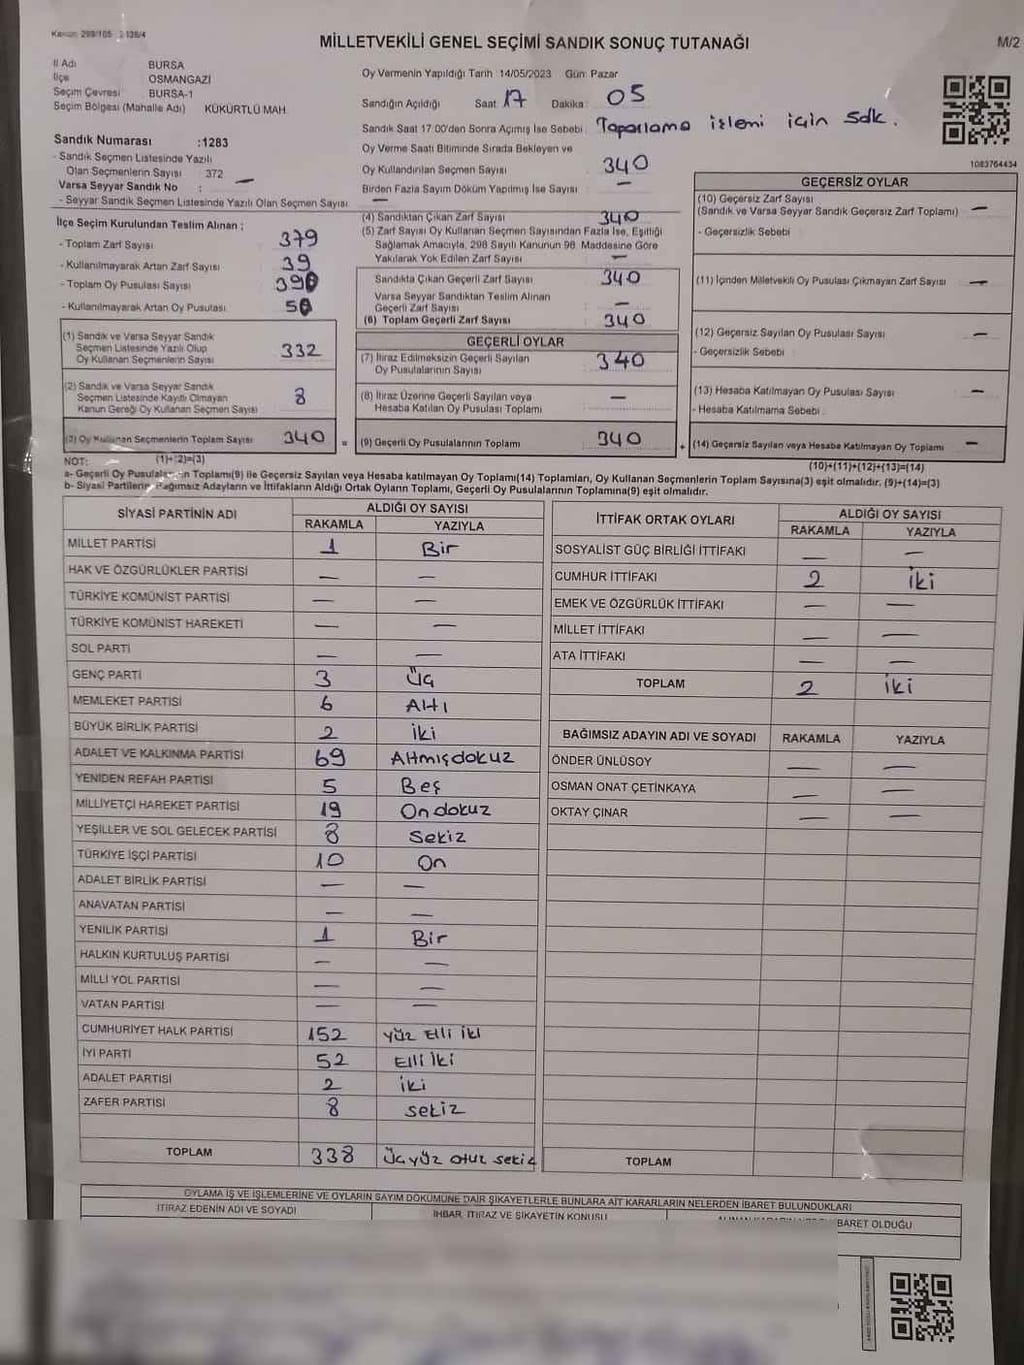 Kanun: 298/105 : 138/4
MİLLETVEKİLİ GENEL SEÇİMİ SANDIK SONUÇ TUTANAĞI
M/2
İl Adı BURSA
İlçe OSMANGAZİ
Seçim Çevresi BURSA-1
Seçim Bölgesi (Mahalle Adı) KÜKÜRTLÜ MAH.
Sandık Numarası :1283
- Sandık Seçmen Listesinde Yazılı
Olan Seçmenlerin Sayısı 372
Varsa Seyyar Sandık No : —
- Seyyar Sandık Seçmen Listesinde Yazılı Olan Seçmen Sayısı —
İlçe Seçim Kurulundan Teslim Alınan ;
- Toplam Zarf Sayısı 379
- Kullanılmayarak Artan Zarf Sayısı 39
- Toplam Oy Pusulası Sayısı 390
- Kullanılmayarak Artan Oy Pusulası 50
(1) Sandık ve Varsa Seyyar Sandık
Seçmen Listesinde Yazılı Olup
Oy Kullanan Seçmenlerin Sayısı 332
(2) Sandık ve Varsa Seyyar Sandık
Seçmen Listesinde Kayıtlı Olmayan
Kanun Gereği Oy Kullanan Seçmen Sayısı 8
(3) Oy Kullanan Seçmenlerin Toplam Sayısı 340
Oy Vermenin Yapıldığı Tarih 14/05/2023 Gün: Pazar
Sandığın Açıldığı Saat 17 Dakika 05
Sandık Saat 17 00'den Sonra Açımış İse Sebebi Toparlama işlemi için 5dk.
Oy Verme Saati Bitiminde Sırada Bekleyen ve
Oy Kullandırılan Seçmen Sayısı 340
Birden Fazla Sayım Döküm Yapılmış İse Sayısı —
(4) Sandıktan Çıkan Zarf Sayısı 340
(5) Zarf Sayısı Oy Kullanan Seçmen Sayısından Fazla İse, Eşitliği
Sağlamak Amacıyla, 298 Sayılı Kanunun 98. Maddesine Göre
Yakılarak Yok Edilen Zarf Sayısı —
Sandıkta Çıkan Geçerli Zarf Sayısı 340
Varsa Seyyar Sandıktan Teslim Alınan
Geçerli Zarf Sayısı —
(6) Toplam Geçerli Zarf Sayısı 340
GEÇERLİ OYLAR
(7) İtiraz Edilmeksizin Geçerli Sayılan
Oy Pusulalarının Sayısı 340
(8) İtiraz Üzerine Geçerli Sayılan veya
Hesaba Katılan Oy Pusulası Toplamı —
= (9) Geçerli Oy Pusulalarının Toplamı 340
1083764434
GEÇERSİZ OYLAR
(10) Geçersiz Zarf Sayısı
(Sandık ve Varsa Seyyar Sandık Geçersiz Zarf Toplamı) —
- Geçersizlik Sebebi
(11) İçinden Milletvekili Oy Pusulası Çıkmayan Zarf Sayısı —
(12) Geçersiz Sayılan Oy Pusulası Sayısı —
- Geçersizlik Sebebi
(13) Hesaba Katılmayan Oy Pusulası Sayısı —
- Hesaba Katılmama Sebebi
+ (14) Geçersiz Sayılan veya Hesaba Katılmayan Oy Toplamı —
NOT: (1)+(2)=(3) (10)+(11)+(12)+(13)=(14)
a- Geçerli Oy Pusulalarının Toplamı(9) ile Geçersiz Sayılan veya Hesaba katılmayan Oy Toplamı(14) Toplamları, Oy Kullanan Seçmenlerin Toplam Sayısına(3) eşit olmalıdır. (9)+(14)=(3)
b- Siyasi Partilerin, Bağımsız Adayların ve İttifakların Aldığı Ortak Oyların Toplamı, Geçerli Oy Pusulalarının Toplamına(9) eşit olmalıdır.
SİYASİ PARTİNİN ADI ALDIĞI OY SAYISI
RAKAMLA YAZIYLA
MİLLET PARTİSİ 1 Bir
HAK VE ÖZGÜRLÜKLER PARTİSİ — —
TÜRKİYE KOMÜNİST PARTİSİ — —
TÜRKİYE KOMÜNİST HAREKETİ — —
SOL PARTİ — —
GENÇ PARTİ 3 Üç
MEMLEKET PARTİSİ 6 Altı
BÜYÜK BİRLİK PARTİSİ 2 iki
ADALET VE KALKINMA PARTİSİ 69 Altmışdokuz
YENİDEN REFAH PARTİSİ 5 Beş
MİLLİYETÇİ HAREKET PARTİSİ 19 On dokuz
YEŞİLLER VE SOL GELECEK PARTİSİ 8 Sekiz
TÜRKİYE İŞÇİ PARTİSİ 10 On
ADALET BİRLİK PARTİSİ — —
ANAVATAN PARTİSİ — —
YENİLİK PARTİSİ 1 Bir
HALKIN KURTULUŞ PARTİSİ — —
MİLLİ YOL PARTİSİ — —
VATAN PARTİSİ — —
CUMHURİYET HALK PARTİSİ 152 yüz Elli iki
İYİ PARTİ 52 Elli iki
ADALET PARTİSİ 2 iki
ZAFER PARTİSİ 8 sekiz
TOPLAM 338 üçyüz otuz sekiz
İTTİFAK ORTAK OYLARI ALDIĞI OY SAYISI
RAKAMLA YAZIYLA
SOSYALİST GÜÇ BİRLİĞİ İTTİFAKI — —
CUMHUR İTTİFAKI 2 iki
EMEK VE ÖZGÜRLÜK İTTİFAKI — —
MİLLET İTTİFAKI — —
ATA İTTİFAKI — —
TOPLAM 2 iki
BAĞIMSIZ ADAYIN ADI VE SOYADI RAKAMLA YAZIYLA
ÖNDER ÜNLÜSOY — —
OSMAN ONAT ÇETİNKAYA — —
OKTAY ÇINAR — —
TOPLAM
OYLAMA İŞ VE İŞLEMLERİNE VE OYLARIN SAYIM DÖKÜMÜNE DAİR ŞİKAYETLERLE BUNLARA AİT KARARLARIN NELERDEN İBARET BULUNDUKLARI
İTİRAZ EDENİN ADI VE SOYADI İHBAR, İTİRAZ VE ŞİKAYETİN KONUSU BARET OLDUĞU